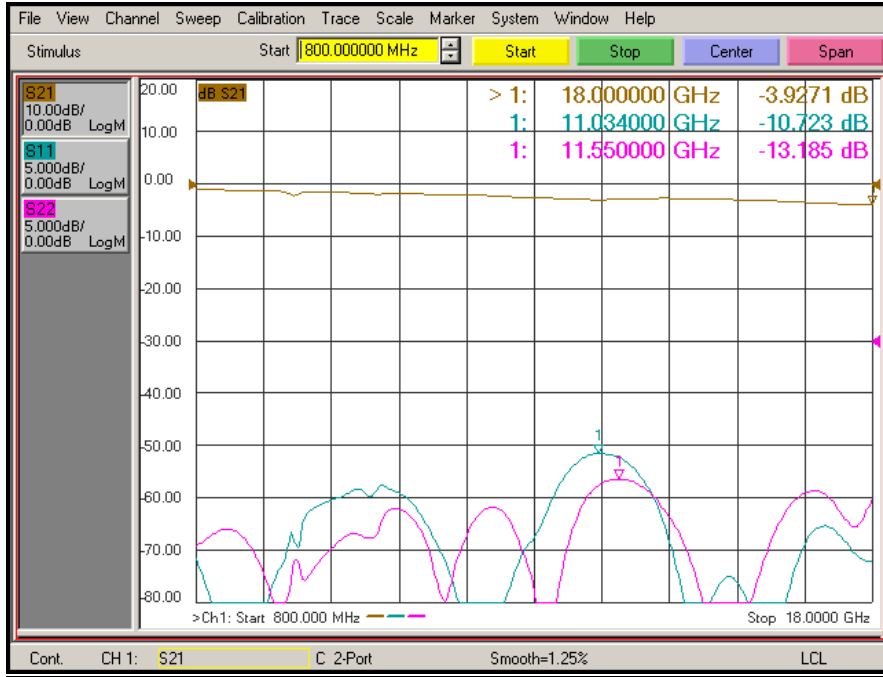 File View Channel Sweep Calibration Trace Scale Marker System Window Help
Stimulus Start 800.000000 MHz Start Stop Center Span
S21
10.00dB/
0.00dB LogM
S11
5.000dB/
0.00dB LogM
S22
5.000dB/
0.00dB LogM
20.00
10.00
0.00
-10.00
-20.00
-30.00
-40.00
-50.00
-60.00
-70.00
-80.00
dB S21
> 1: 18.000000 GHz -3.9271 dB
1: 11.034000 GHz -10.723 dB
1: 11.550000 GHz -13.185 dB
1
1
>Ch1: Start 800.000 MHz Stop 18.0000 GHz
Cont. CH 1: S21 C 2-Port Smooth=1.25% LCL